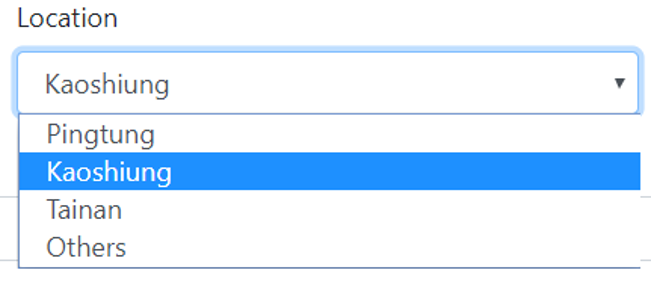 Location
Kaoshiung
Pingtung
Kaoshiung
Tainan
Others